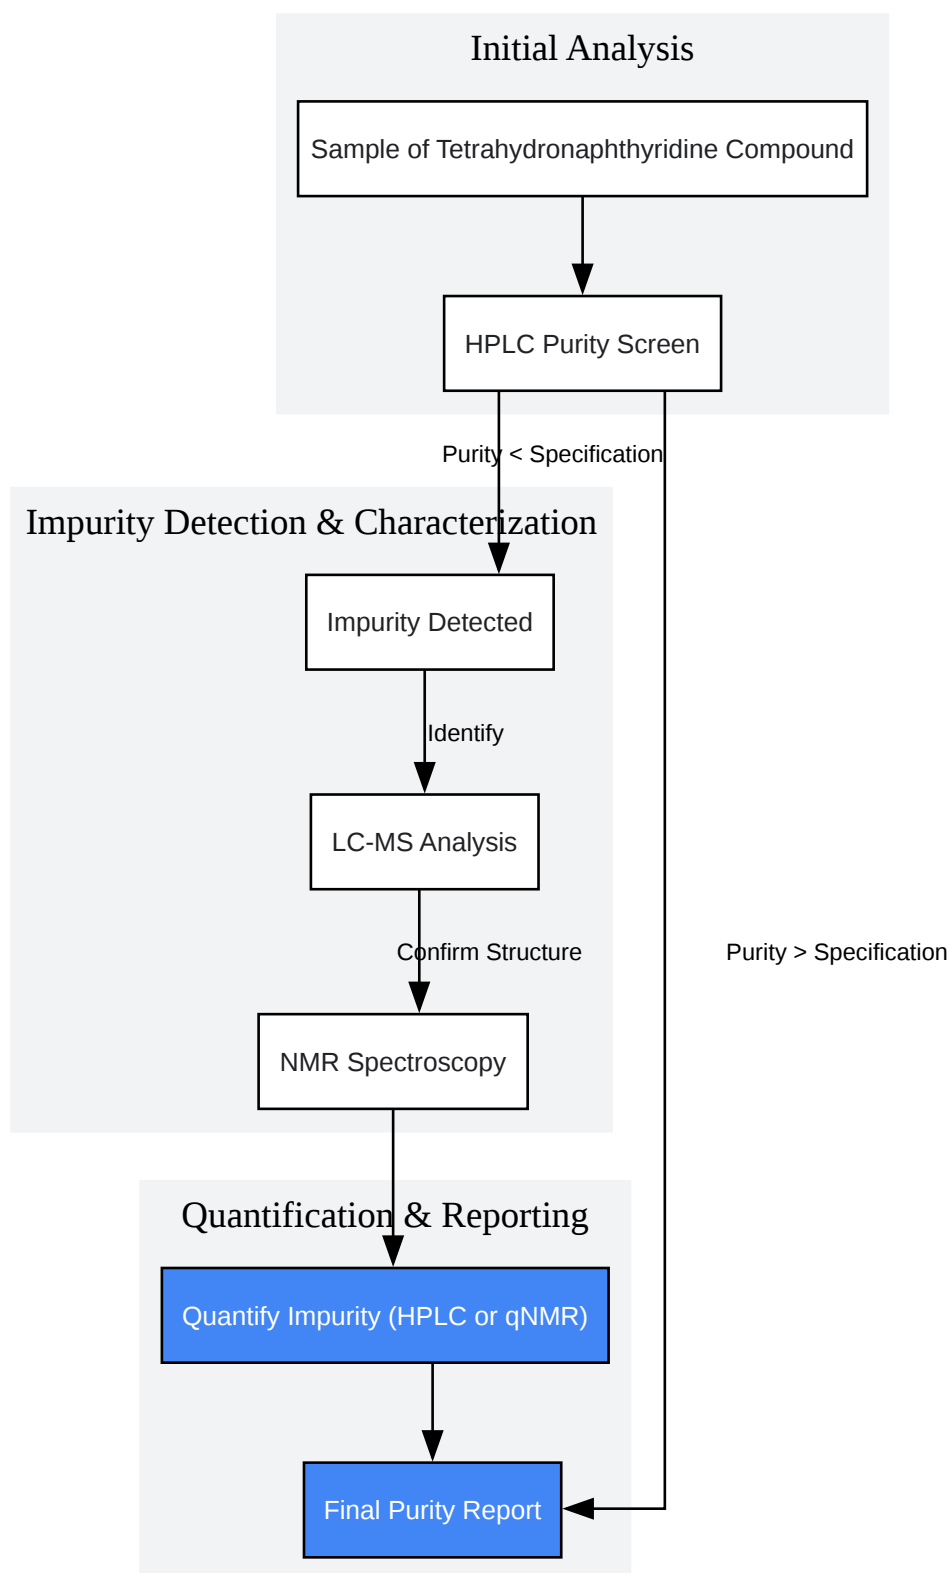 Initial Analysis
Sample of Tetrahydronaphthyridine Compound
HPLC Purity Screen
Purity < Specification
Impurity Detection & Characterization
Impurity Detected
Identify
LC-MS Analysis
Confirm Structure
Purity > Specification
NMR Spectroscopy
Quantification & Reporting
Quantify Impurity (HPLC or qNMR)
Final Purity Report